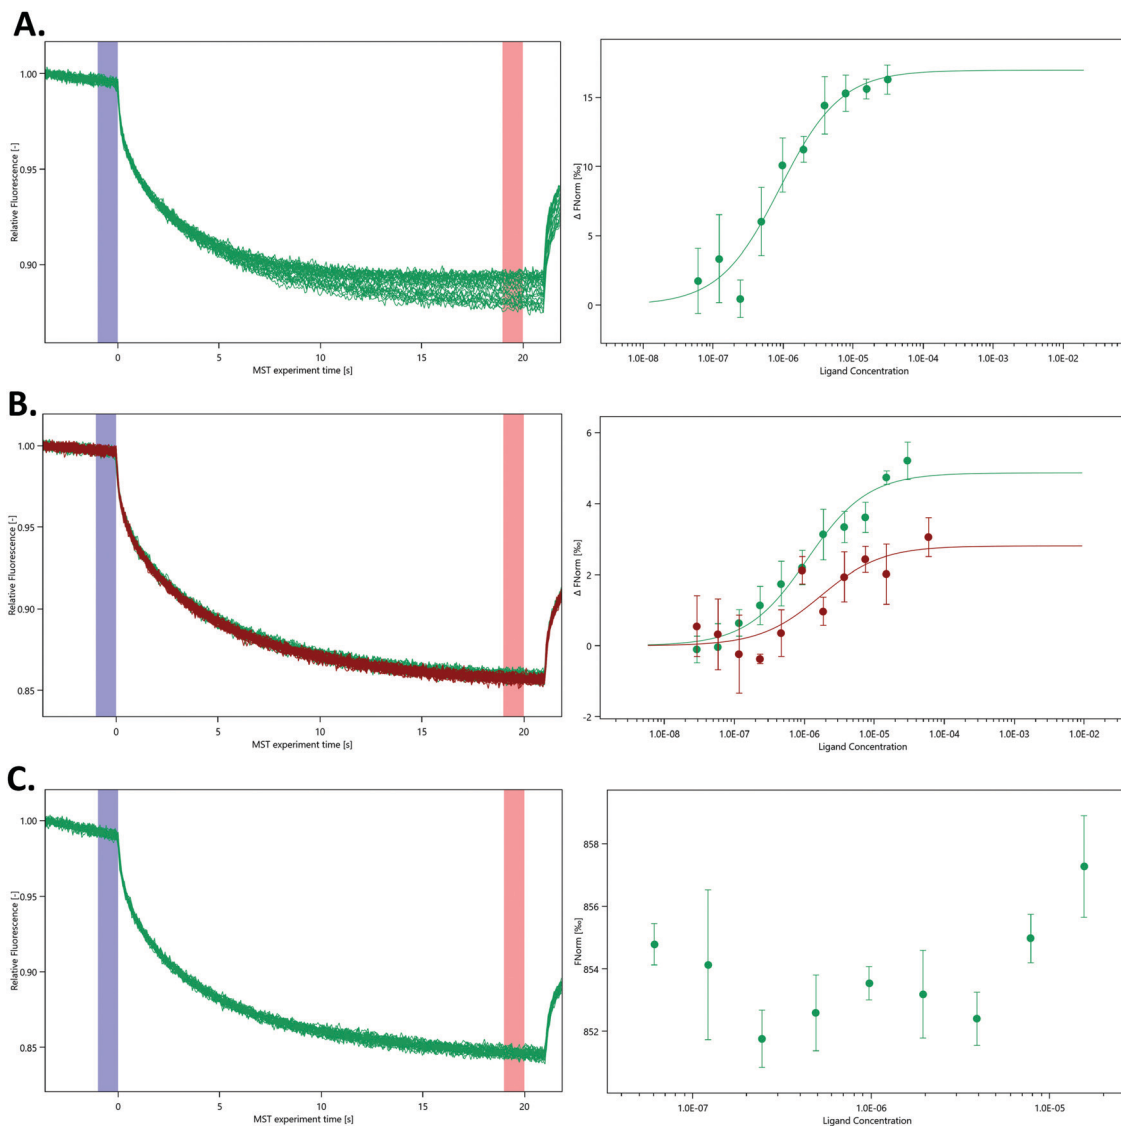 A.
1.00
0.95
0.90
Relative Fluorescence [-]
0
5
10
15
20
MST experiment time [s]
15
10
5
0
Δ FNorm [‰]
1.0E-08
1.0E-07
1.0E-06
1.0E-05
1.0E-04
1.0E-03
1.0E-02
Ligand Concentration
B.
1.00
0.95
0.90
0.85
Relative Fluorescence [-]
0
5
10
15
20
MST experiment time [s]
6
4
2
0
-2
Δ FNorm [‰]
1.0E-08
1.0E-07
1.0E-06
1.0E-05
1.0E-04
1.0E-03
1.0E-02
Ligand Concentration
C.
1.00
0.95
0.90
0.85
Relative Fluorescence [-]
0
5
10
15
20
MST experiment time [s]
858
856
854
852
FNorm [‰]
1.0E-07
1.0E-06
1.0E-05
Ligand Concentration